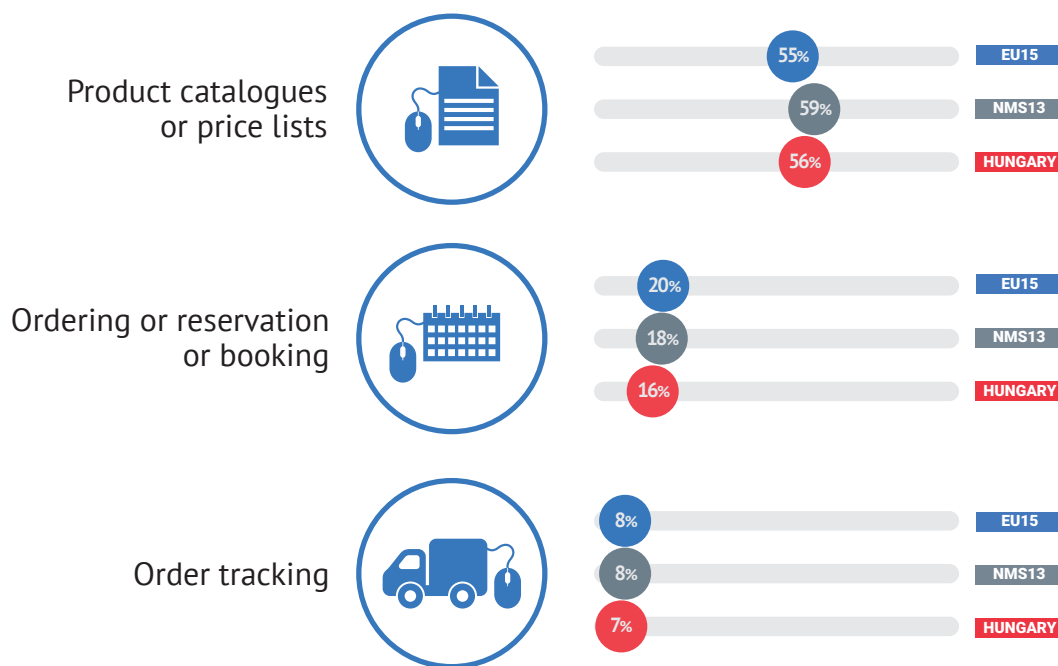 Product catalogues
or price lists
55%
EU15
59%
NMS13
56%
HUNGARY
Ordering or reservation
or booking
20%
EU15
18%
NMS13
16%
HUNGARY
Order tracking
8%
EU15
8%
NMS13
7%
HUNGARY